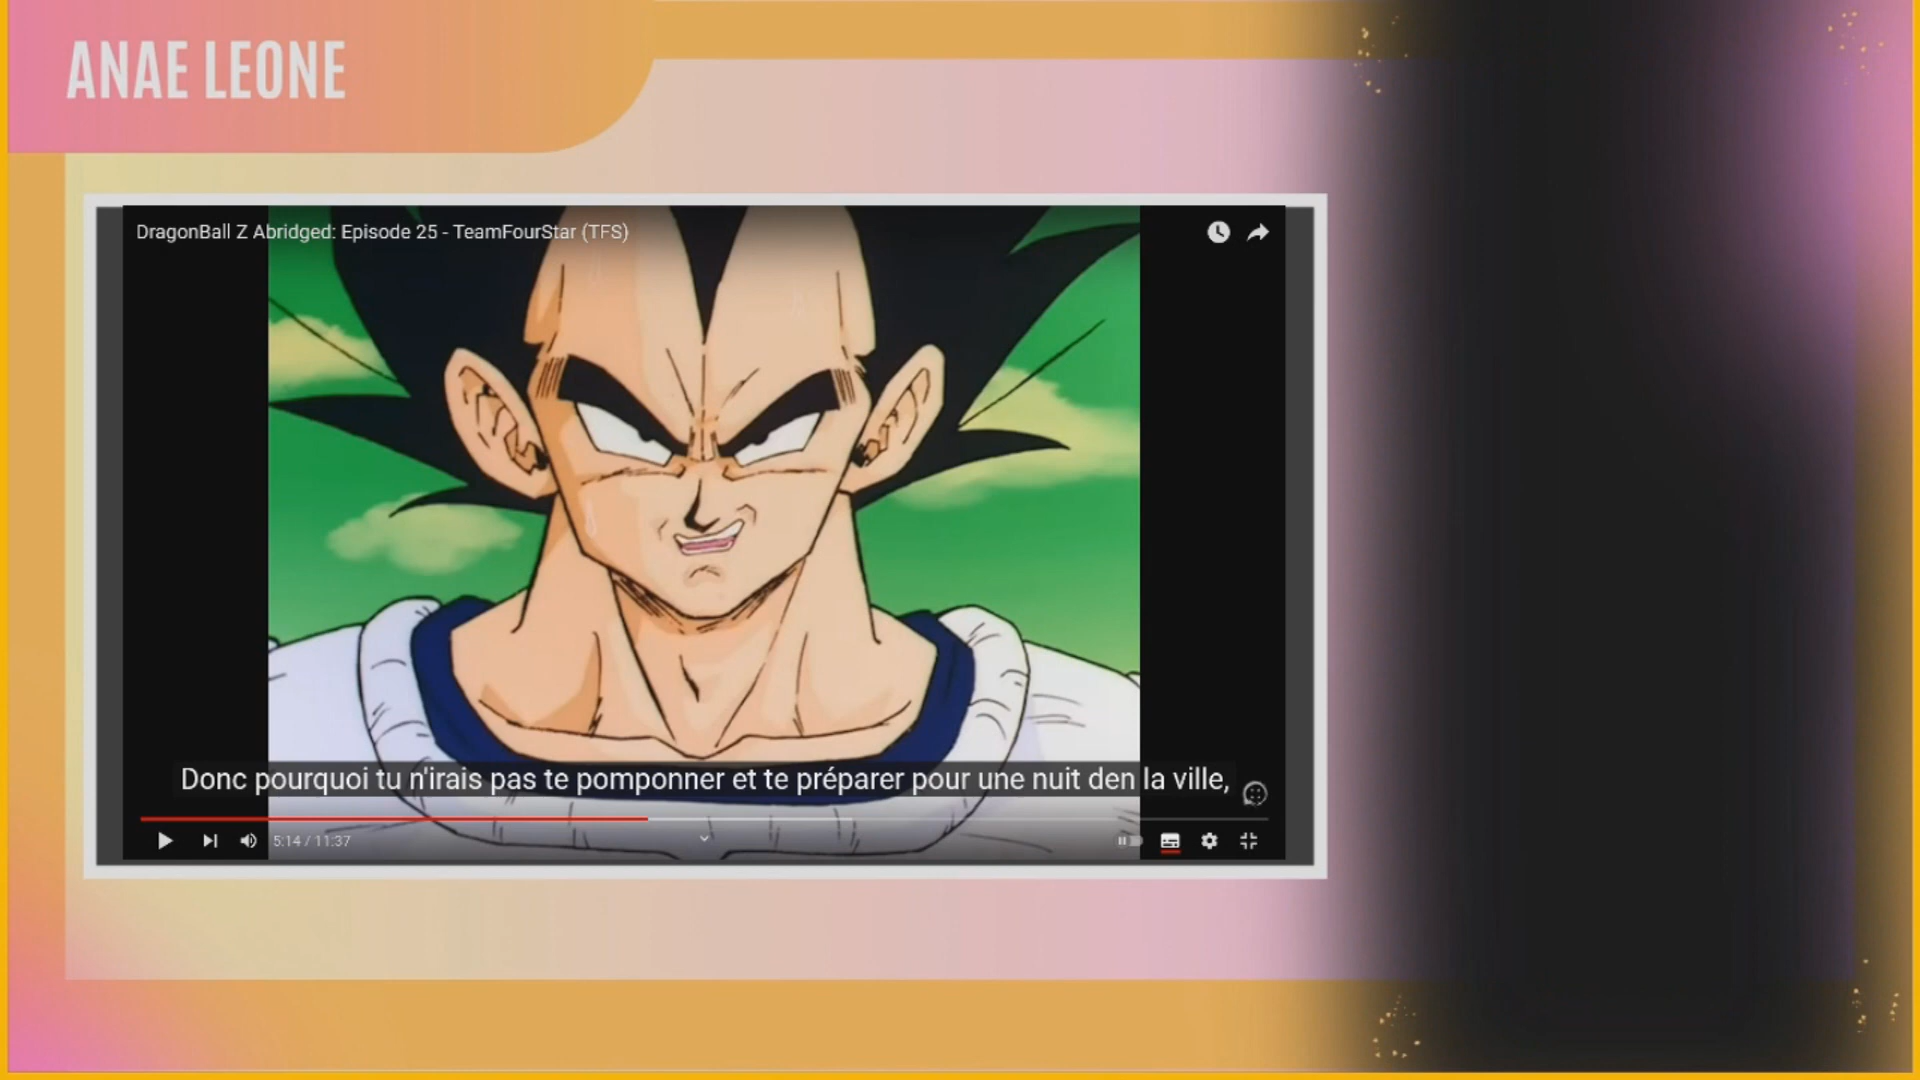 ANAE LEONE
DragonBall Z Abridged: Episode 25 - TeamFourStar (TFS)
Donc pourquoi tu n'irais pas te pomponner et te préparer pour une nuit den la ville,
5:14 / 11:37